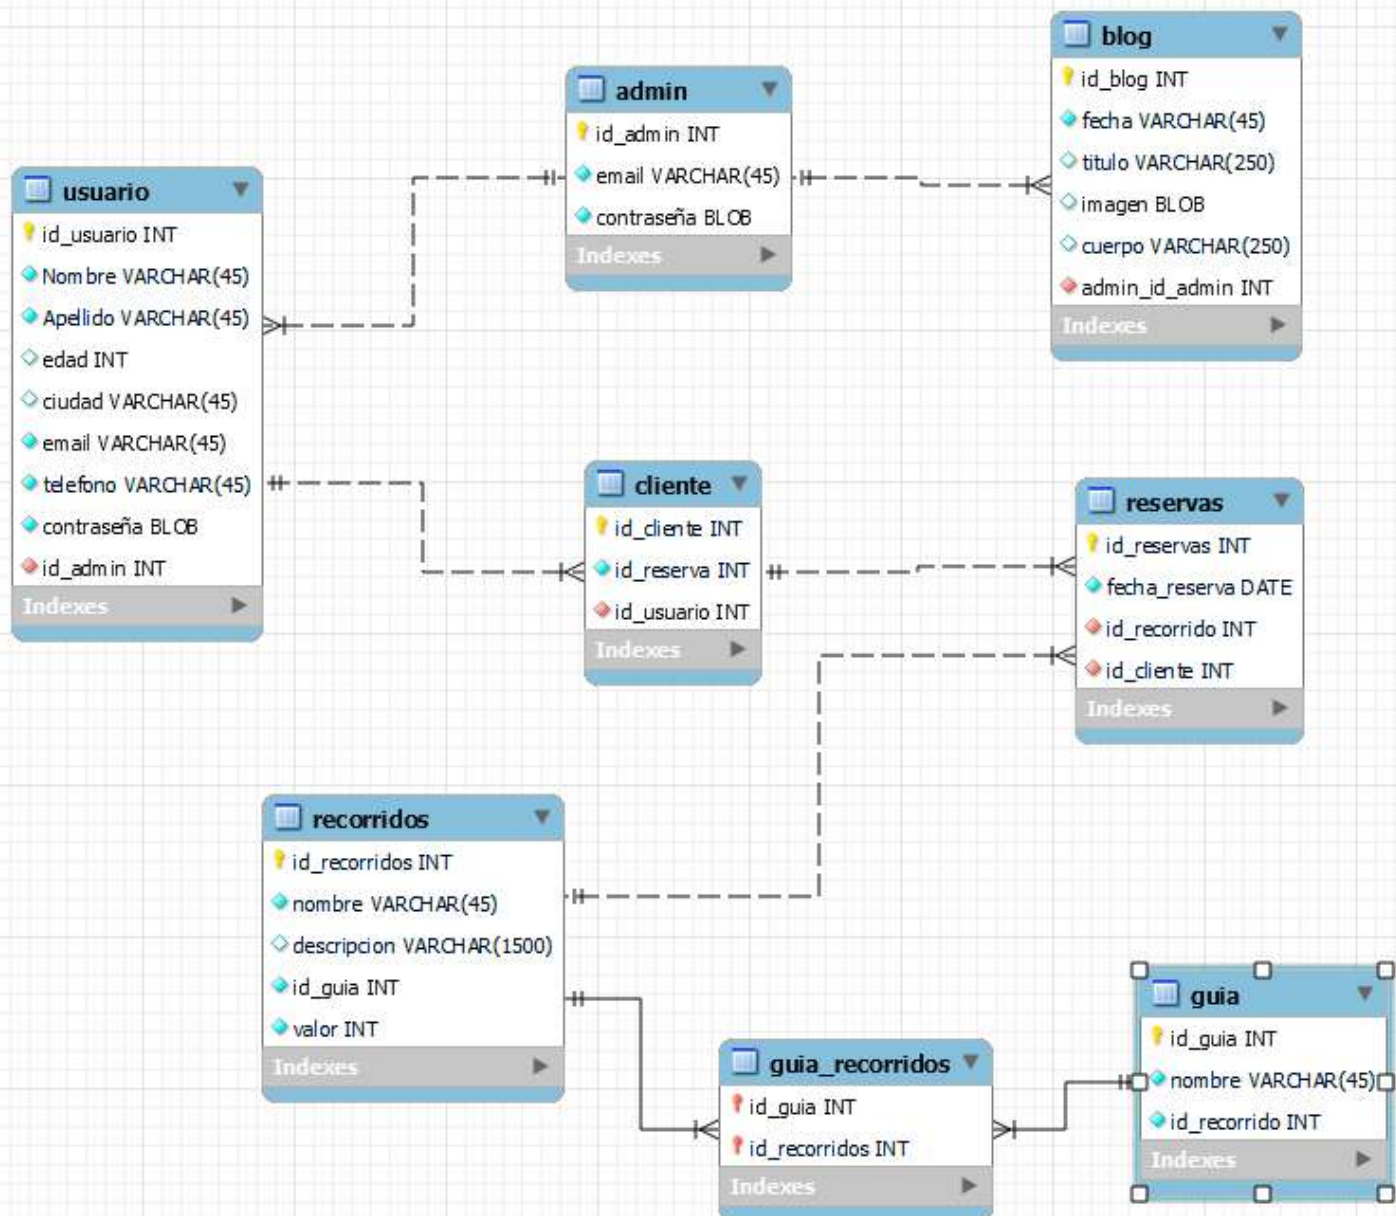 usuario
id_usuario INT
Nombre VARCHAR(45)
Apellido VARCHAR(45)
edad INT
ciudad VARCHAR(45)
email VARCHAR(45)
telefono VARCHAR(45)
contraseña BLOB
id_admin INT
Indexes
admin
id_admin INT
email VARCHAR(45)
contraseña BLOB
Indexes
blog
id_blog INT
fecha VARCHAR(45)
titulo VARCHAR(250)
imagen BLOB
cuerpo VARCHAR(250)
admin_id_admin INT
Indexes
cliente
id_cliente INT
id_reserva INT
id_usuario INT
Indexes
reservas
id_reservas INT
fecha_reserva DATE
id_recorrido INT
id_cliente INT
Indexes
recorridos
id_recorridos INT
nombre VARCHAR(45)
descripcion VARCHAR(1500)
id_guia INT
valor INT
Indexes
guia_recorridos
id_guia INT
id_recorridos INT
Indexes
guia
id_guia INT
nombre VARCHAR(45)
id_recorrido INT
Indexes